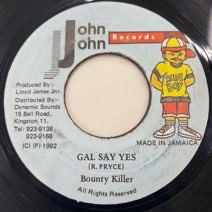 John
John
Records
Produced By:-
Lloyd James Jnr.
Distributed By:-
Dynamic Sounds
15 Bell Road,
Kingston 11.
Tel: 923-9138
923-9168
(C) (P) 1992
MADE IN JAMAICA
GAL SAY YES
(R. PRYCE)
Bounty Killer
All Rights Reserved